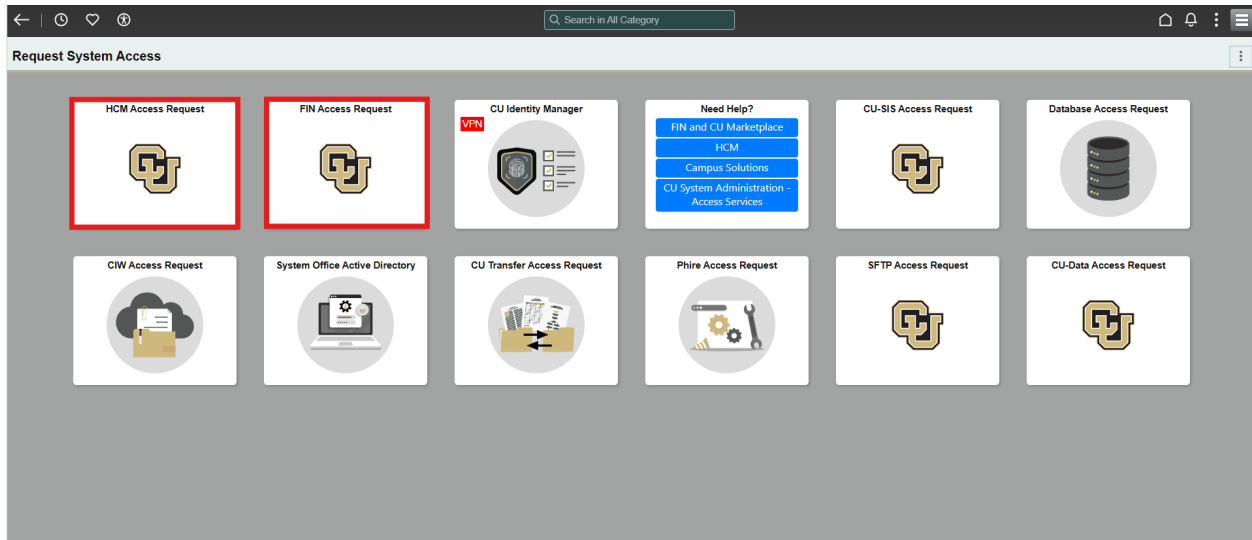 Search in All Category
Request System Access
HCM Access Request
FIN Access Request
CU Identity Manager
VPN
Need Help?
FIN and CU Marketplace
HCM
Campus Solutions
CU System Administration -
Access Services
CU-SIS Access Request
Database Access Request
CIW Access Request
System Office Active Directory
CU Transfer Access Request
Phire Access Request
SFTP Access Request
CU-Data Access Request